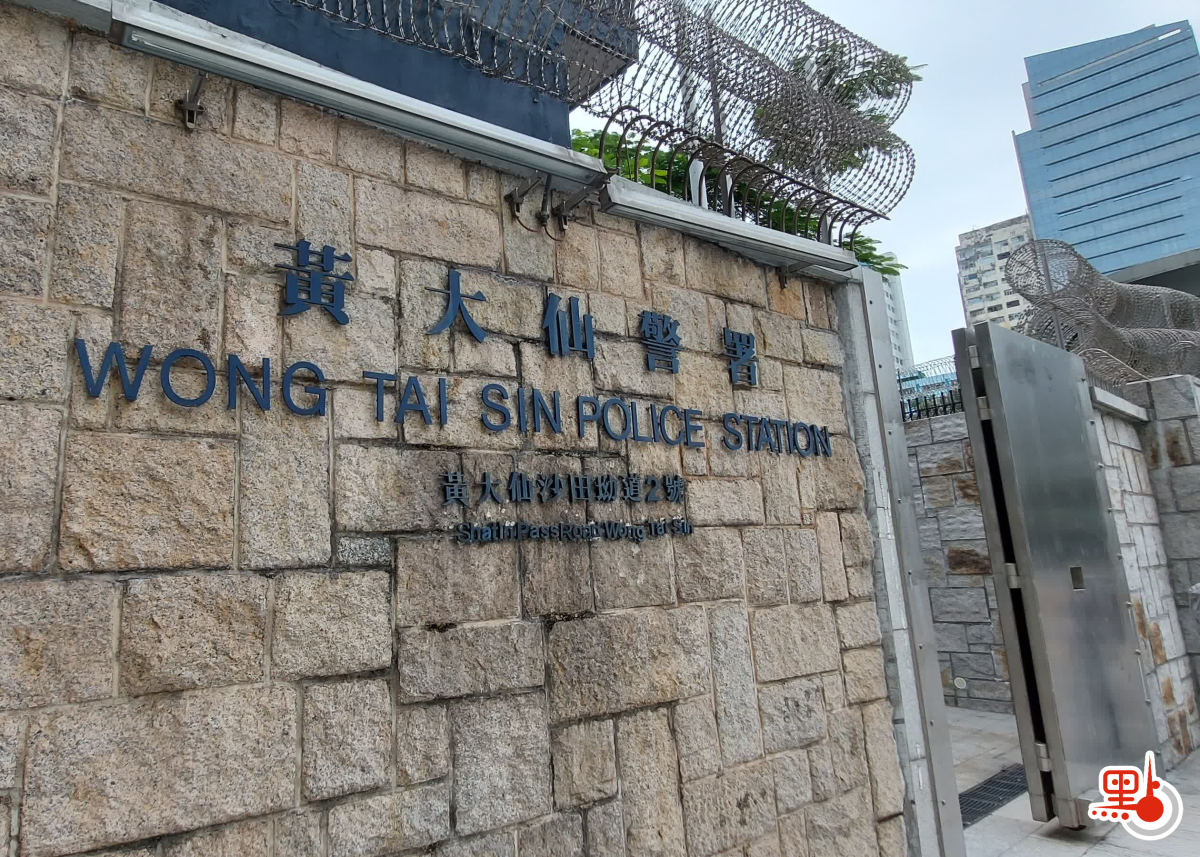 黃大仙警署
WONG TAI SIN POLICE STATION
黃大仙沙田坳道2號
Shatin Pass Road Wong Tai Sin
點